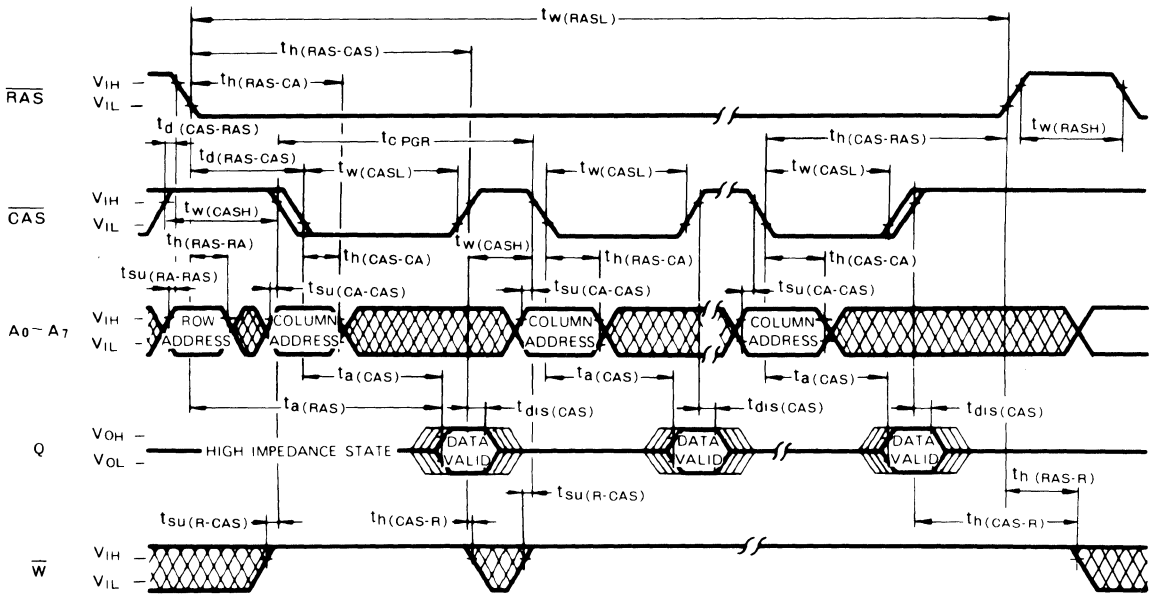 tw(RASL)
th(RAS-CAS)
th(RAS-CA)
RAS
VIH
VIL
td(CAS-RAS)
tCPGR
th(CAS-RAS)
tw(RASH)
td(RAS-CAS)
tw(CASL)
tw(CASL)
tw(CASL)
CAS
VIH
VIL
tw(CASH)
th(RAS-RA)
tw(CASH)
th(CAS-CA)
th(RAS-CA)
th(CAS-CA)
tsu(RA-RAS)
tsu(CA-CAS)
tsu(CA-CAS)
tsu(CA-CAS)
A0~A7
VIH
VIL
ROW ADDRESS
COLUMN ADDRESS
COLUMN ADDRESS
COLUMN ADDRESS
ta(CAS)
ta(CAS)
ta(CAS)
ta(RAS)
tdis(CAS)
tdis(CAS)
tdis(CAS)
Q
VOH
VOL
HIGH IMPEDANCE STATE
DATA VALID
DATA VALID
DATA VALID
th(RAS-R)
tsu(R-CAS)
tsu(R-CAS)
th(CAS-R)
th(CAS-R)
W
VIH
VIL